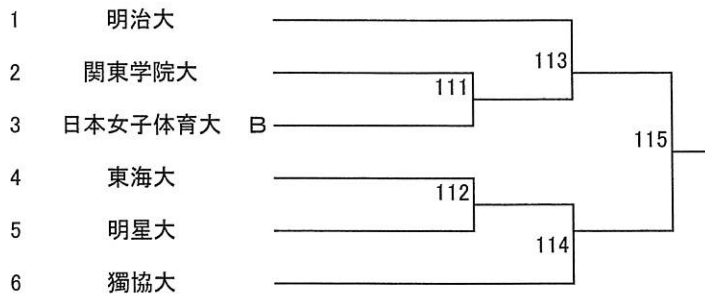 1 明治大
113
2 関東学院大
111
3 日本女子体育大 B
115
4 東海大
112
5 明星大
114
6 獨協大